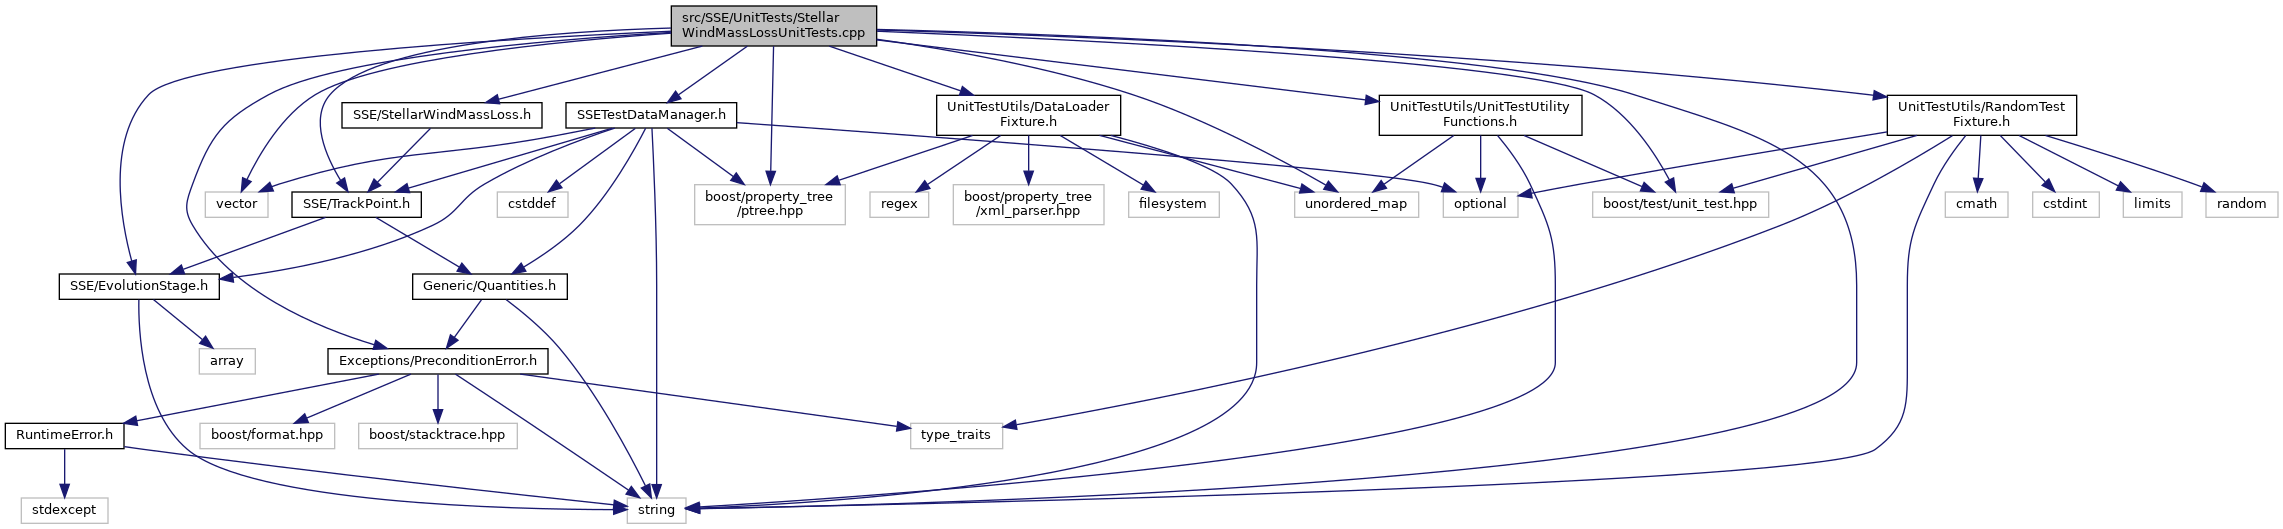 src/SSE/UnitTests/Stellar
WindMassLossUnitTests.cpp
SSE/StellarWindMassLoss.h
SSETestDataManager.h
UnitTestUtils/DataLoader
Fixture.h
UnitTestUtils/UnitTestUtility
Functions.h
UnitTestUtils/RandomTest
Fixture.h
vector
SSE/TrackPoint.h
cstddef
boost/property_tree
/ptree.hpp
regex
boost/property_tree
/xml_parser.hpp
filesystem
unordered_map
optional
boost/test/unit_test.hpp
cmath
cstdint
limits
random
SSE/EvolutionStage.h
Generic/Quantities.h
array
Exceptions/PreconditionError.h
RuntimeError.h
boost/format.hpp
boost/stacktrace.hpp
type_traits
stdexcept
string